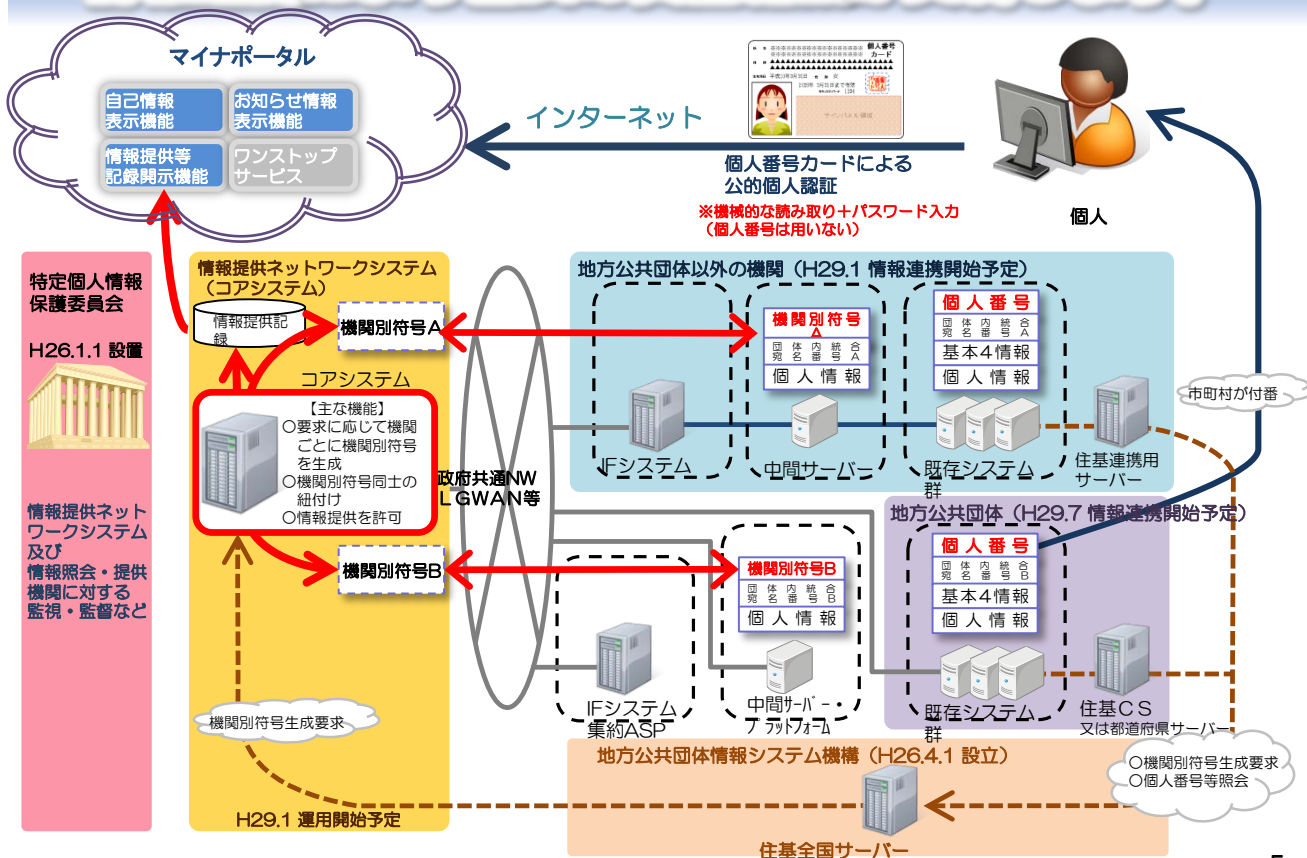 マイナポータル
自己情報
表示機能
お知らせ情報
表示機能
情報提供等
記録開示機能
ワンストップ
サービス
インターネット
個人番号
カード
個人番号カードによる
公的個人認証
※機械的な読み取り+パスワード入力
(個人番号は用いない)
個人
特定個人情報
保護委員会
H26.1.1 設置
情報提供ネット
ワークシステム
及び
情報照会・提供
機関に対する
監視・監督など
情報提供ネットワークシステム
(コアシステム)
情報提供記
録
機関別符号A
コアシステム
【主な機能】
○要求に応じて機関
ごとに機関別符号
を生成
○機関別符号同士の
紐付け
○情報提供を許可
機関別符号B
機関別符号生成要求
H29.1 運用開始予定
政府共通NW
LGWAN等
地方公共団体以外の機関(H29.1 情報連携開始予定)
機関別符号
A
団体内統合
宛名番号A
個人情報
個人番号
団体内統合
宛名番号A
基本4情報
個人情報
IFシステム
中間サーバー
既存システム
群
住基連携用
サーバー
市町村が付番
地方公共団体(H29.7 情報連携開始予定)
機関別符号B
団体内統合
宛名番号B
個人情報
個人番号
団体内統合
宛名番号B
基本4情報
個人情報
IFシステム
集約ASP
中間サーバー・
プラットフォーム
既存システム
群
住基CS
又は都道府県サーバー
○機関別符号生成要求
○個人番号等照会
地方公共団体情報システム機構(H26.4.1 設立)
住基全国サーバー